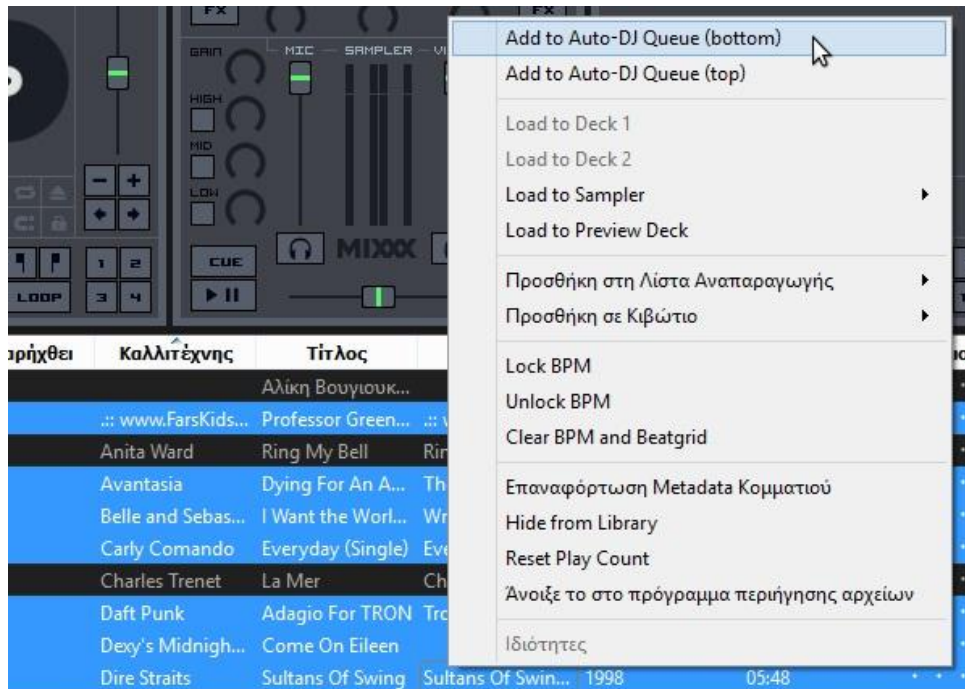 FX
FX
GAIN
MIC
SAMPLER
HIGH
MID
LOW
CUE
MIXXX
LOOP
1
2
3
4
Add to Auto-DJ Queue (bottom)
Add to Auto-DJ Queue (top)
Load to Deck 1
Load to Deck 2
Load to Sampler
Load to Preview Deck
Προσθήκη στη Λίστα Αναπαραγωγής
Προσθήκη σε Κιβώτιο
Lock BPM
Unlock BPM
Clear BPM and Beatgrid
Επαναφόρτωση Metadata Κομματιού
Hide from Library
Reset Play Count
Άνοιξε το στο πρόγραμμα περιήγησης αρχείων
Ιδιότητες
Καλλιτέχνης Τίτλος
Αλίκη Βουγιουκ...
.:: www.FarsKids... Professor Green...
Anita Ward Ring My Bell
Avantasia Dying For An A...
Belle and Sebas... I Want the Worl...
Carly Comando Everyday (Single)
Charles Trenet La Mer
Daft Punk Adagio For TRON
Dexy's Midnigh... Come On Eileen
Dire Straits Sultans Of Swing Sultans Of Swin... 1998 05:48